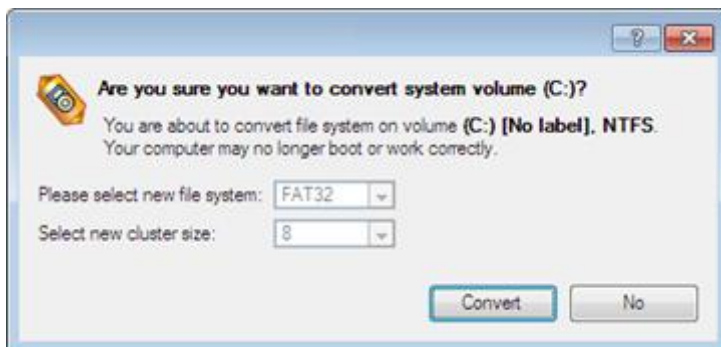 Are you sure you want to convert system volume (C:)?
You are about to convert file system on volume (C:) [No label], NTFS.
Your computer may no longer boot or work correctly.
Please select new file system: FAT32
Select new cluster size: 8
Convert No